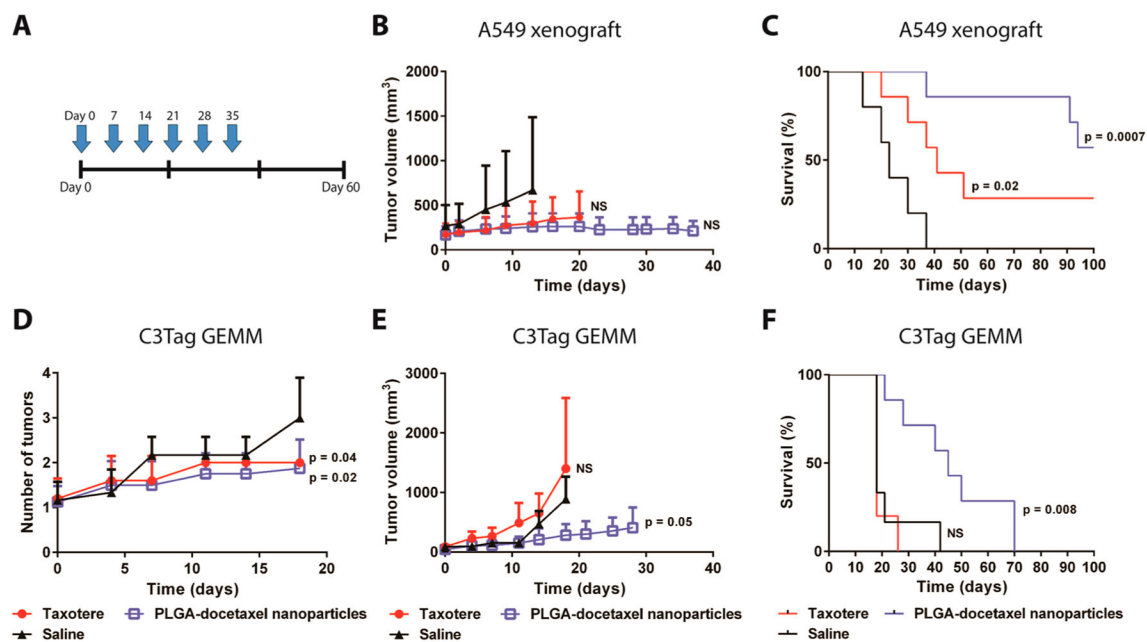 A
Day 0 7 14 21 28 35
Day 0 Day 60
B
A549 xenograft
Tumor volume (mm³)
2000
1500
1000
500
0
NS
NS
0 10 20 30 40
Time (days)
C
A549 xenograft
Survival (%)
100
50
0
p = 0.0007
p = 0.02
0 10 20 30 40 50 60 70 80 90 100
Time (days)
D
C3Tag GEMM
Number of tumors
4
3
2
1
0
p = 0.04
p = 0.02
0 5 10 15 20
Time (days)
Taxotere PLGA-docetaxel nanoparticles
Saline
E
C3Tag GEMM
Tumor volume (mm³)
3000
2000
1000
0
NS
p = 0.05
0 10 20 30 40
Time (days)
Taxotere PLGA-docetaxel nanoparticles
Saline
F
C3Tag GEMM
Survival (%)
100
50
0
p = 0.008
NS
0 10 20 30 40 50 60 70 80 90 100
Time (days)
Taxotere PLGA-docetaxel nanoparticles
Saline